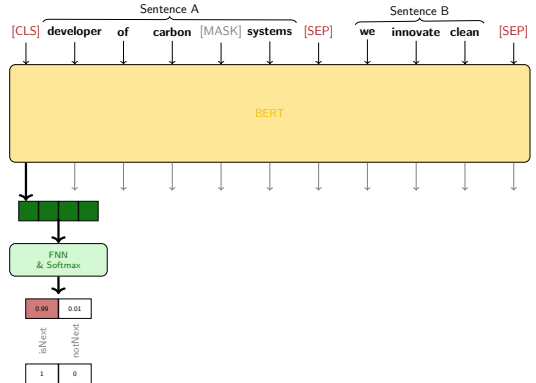 Sentence A
Sentence B
[CLS] developer of carbon [MASK] systems [SEP] we innovate clean [SEP]
BERT
FNN
& Softmax
0.99 0.01
isNext notNext
1 0